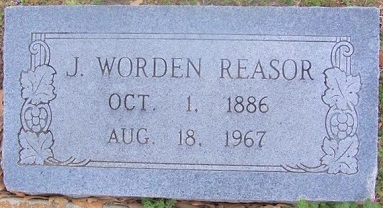 J. WORDEN REASOR
OCT. 1, 1886
AUG. 18, 1967